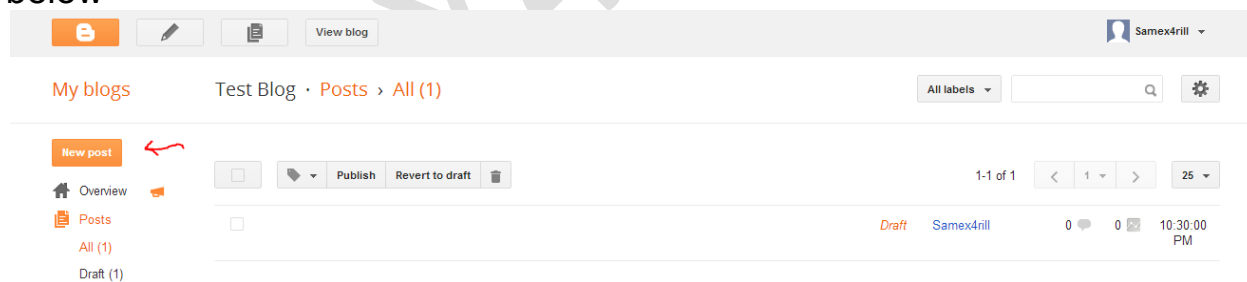 below
View blog
Samex4rill
My blogs
Test Blog · Posts › All (1)
All labels
New post
Publish Revert to draft
1-1 of 1
1
25
Overview
Posts
Draft Samex4rill 0 0 10:30:00 PM
All (1)
Draft (1)